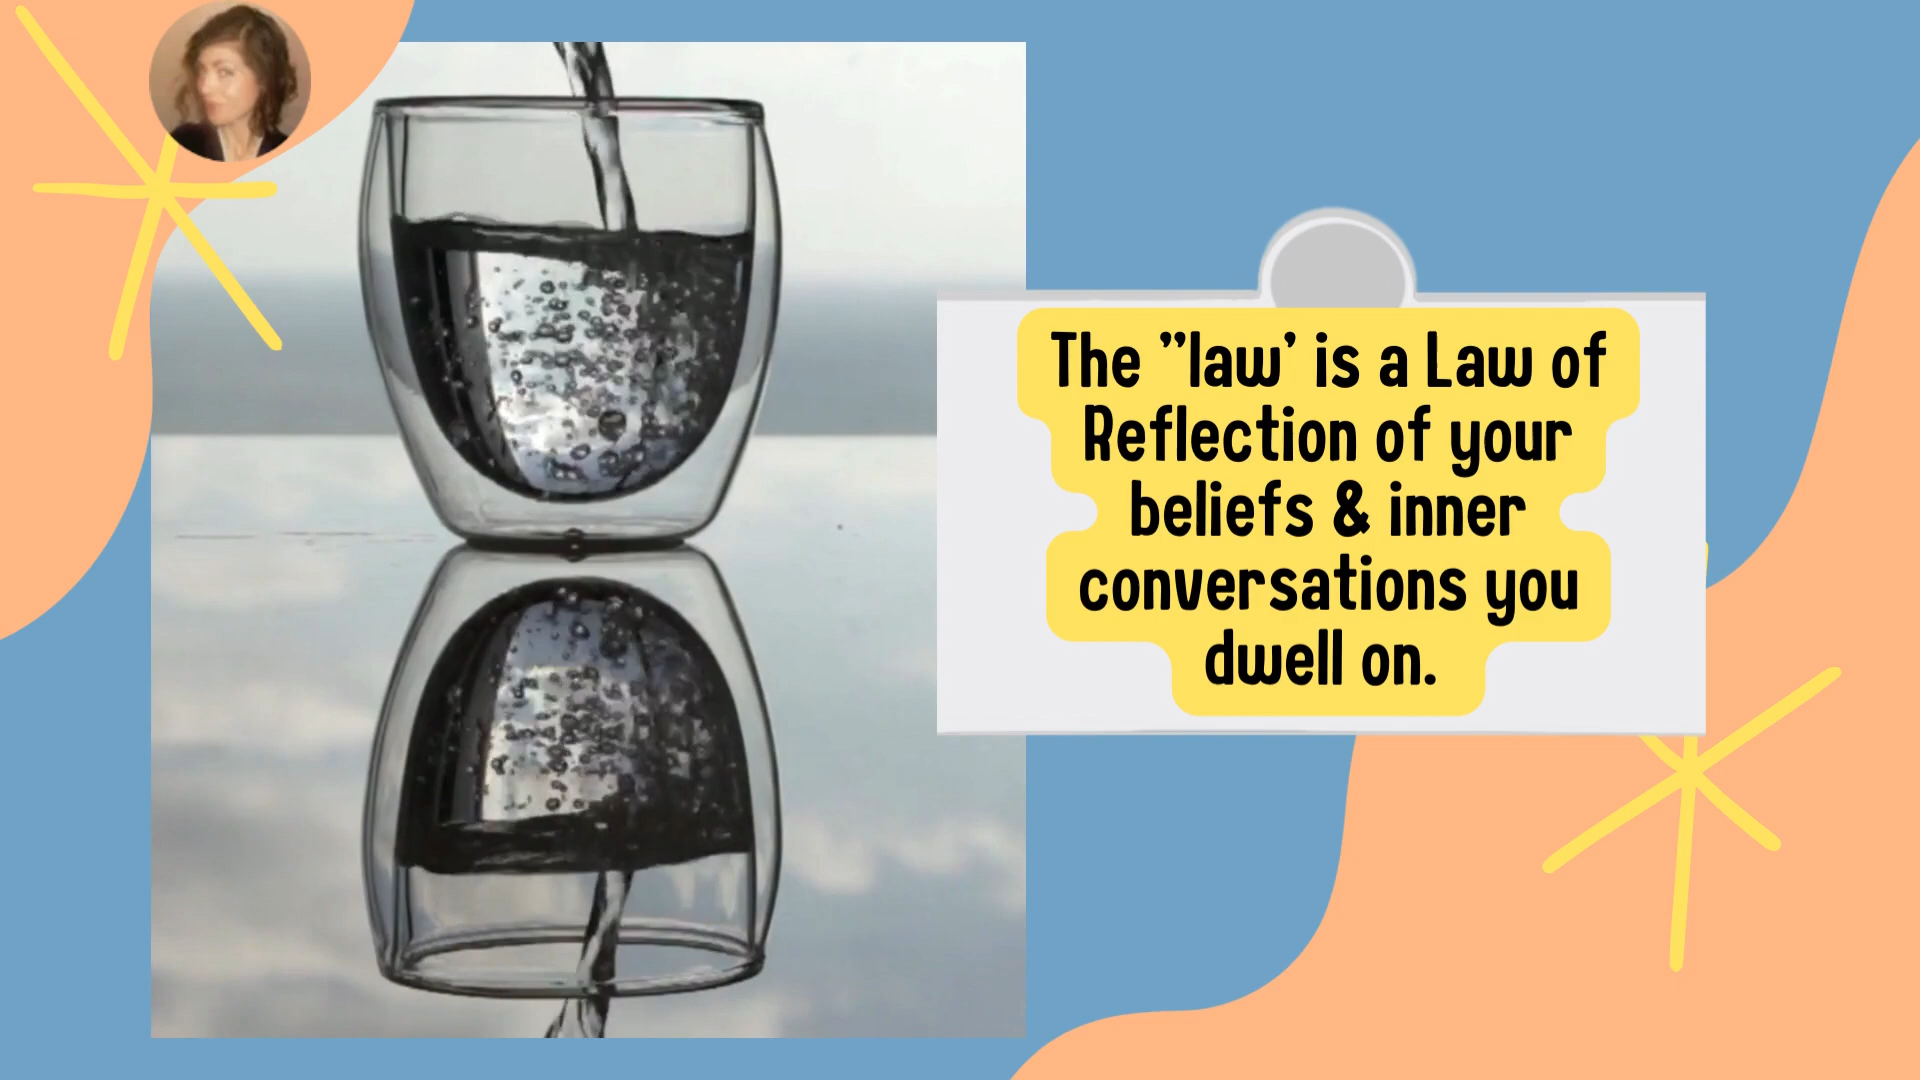 The ”law’ is a Law of
Reflection of your
beliefs & inner
conversations you
dwell on.